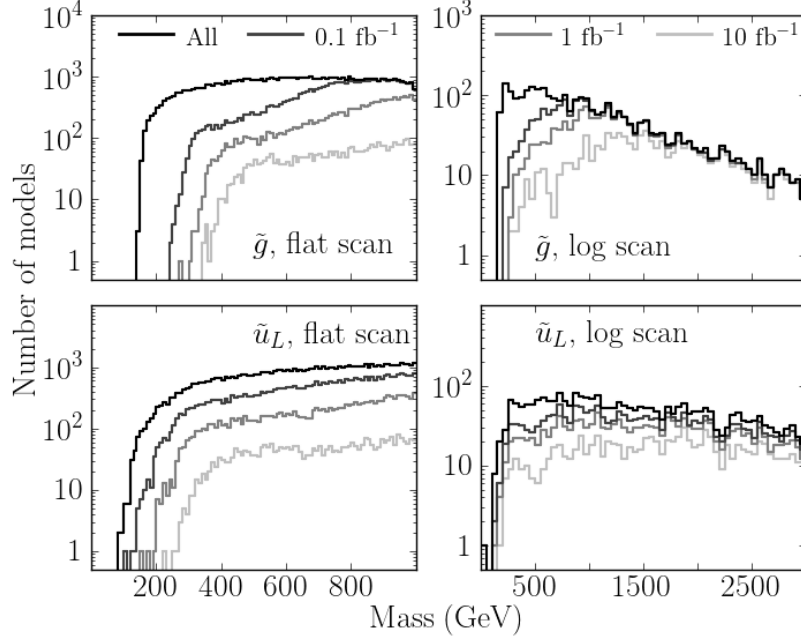 10⁴
10³
10²
10
1
All
0.1 fb⁻¹
g̃, flat scan
10³
10²
10
1
1 fb⁻¹
10 fb⁻¹
g̃, log scan
Number of models
10³
10²
10
1
ũ_L, flat scan
200 400 600 800
10²
10
1
ũ_L, log scan
500 1500 2500
Mass (GeV)